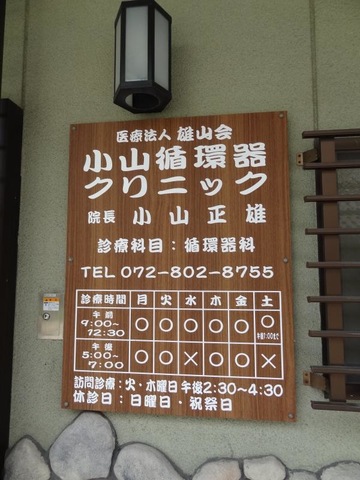 医療法人 雄山会
小山循環器
クリニック
院長 小山正雄
診療科目：循環器科
TEL 072-802-8755
診療時間 月 火 水 木 金 土
午前 9:00～12:30 ○ ○ ○ ○ ○ ○
午後 5:00～7:00 ○ ○ × ○ ○ ×
訪問診療：火・木曜日 午後2:30～4:30
休診日：日曜日・祝祭日